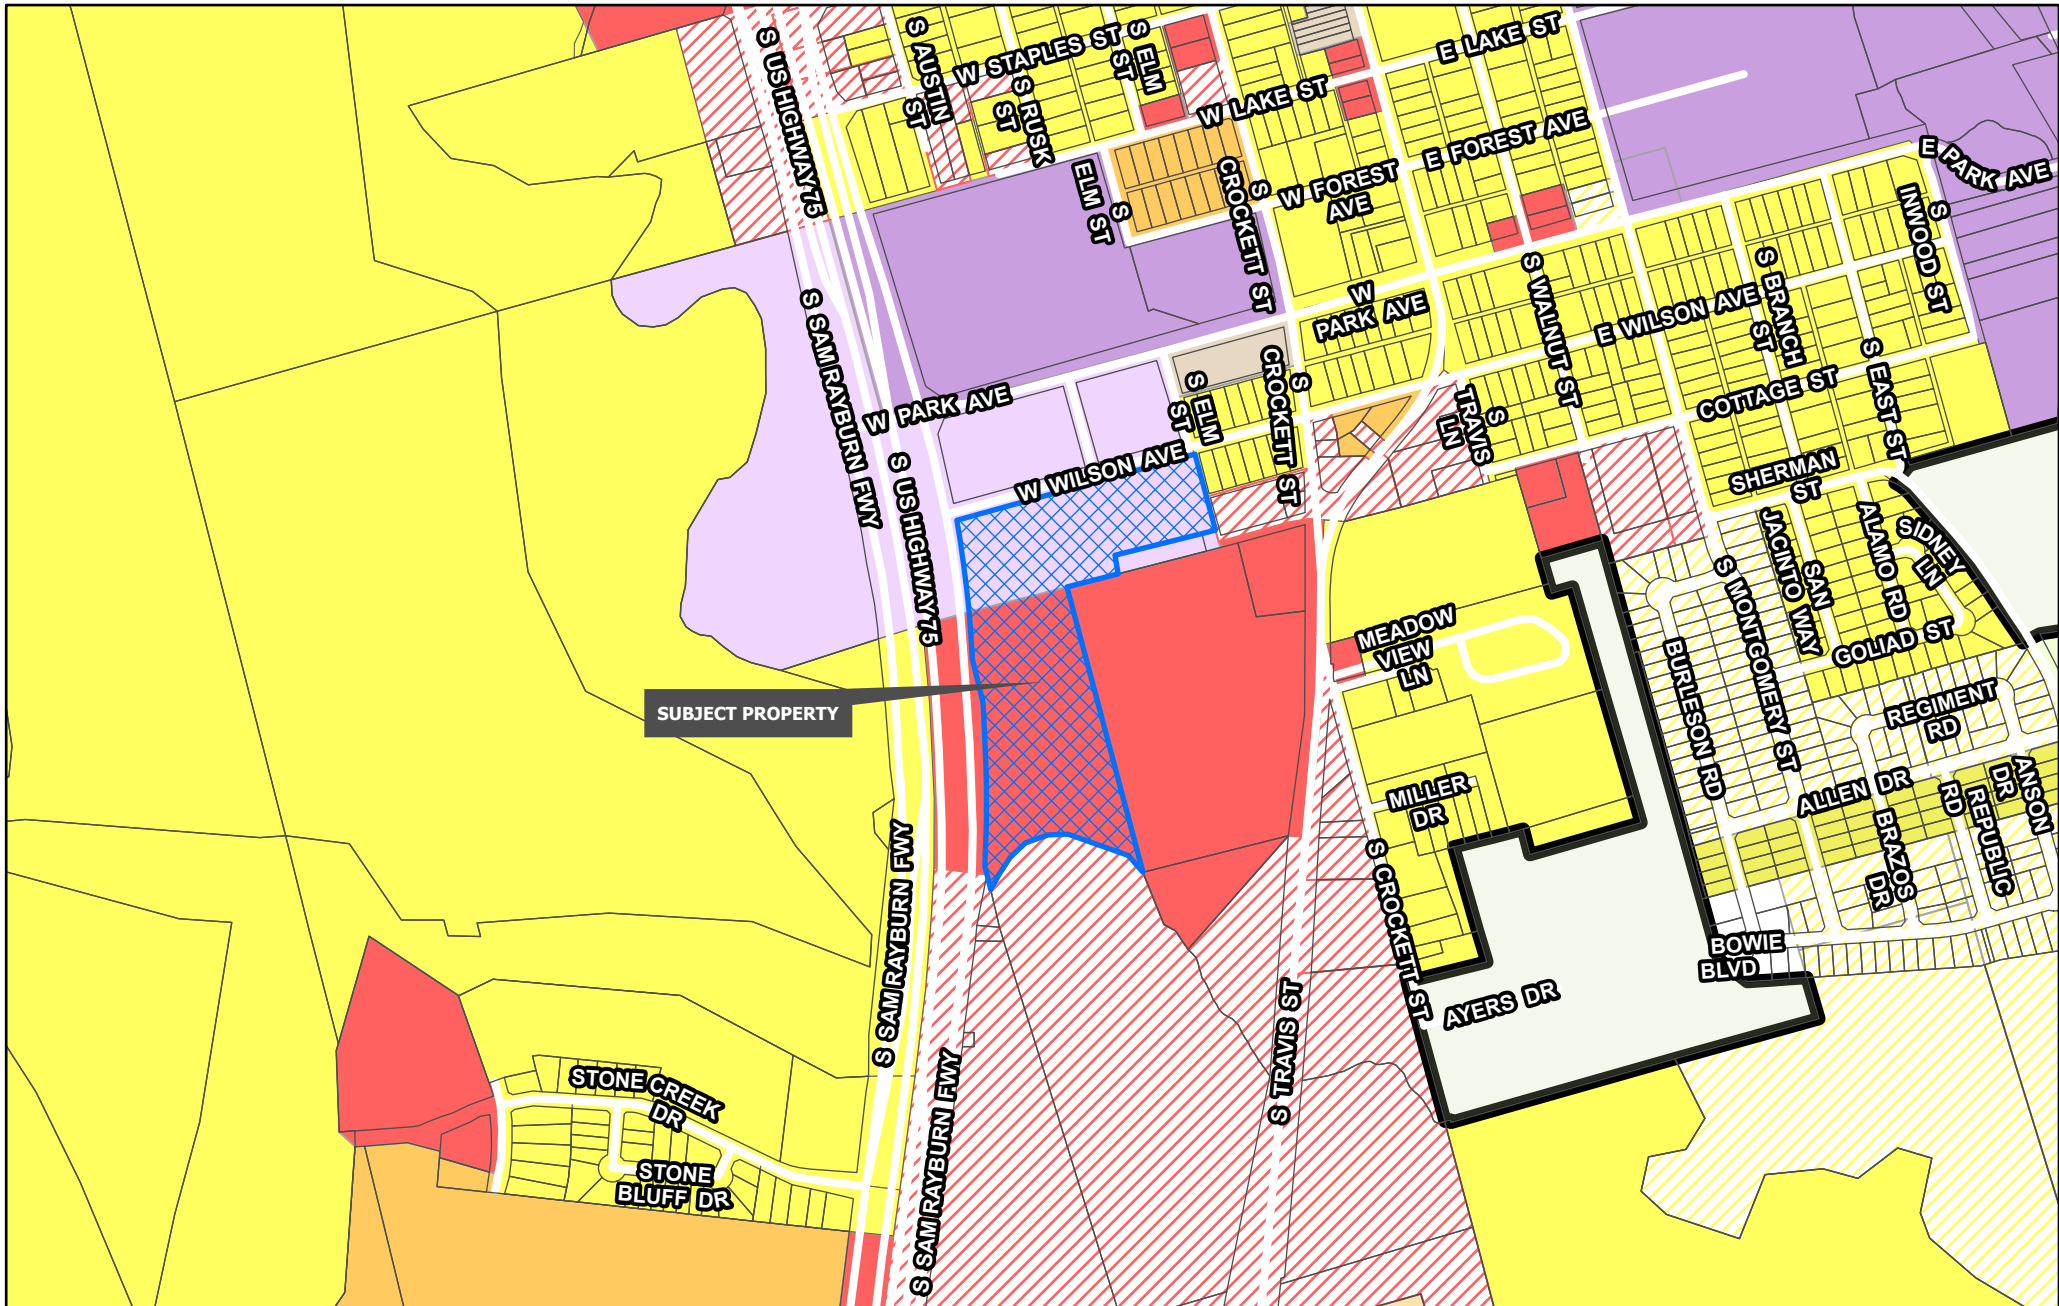 S US HIGHWAY 75
S AUSTIN
ST
W STAPLES ST
S ELM
ST
E LAKE ST
S RUSK
ST
W LAKE ST
E FOREST AVE
E PARK AVE
S
ELM ST
S
CROCKETT ST
W FOREST
AVE
S
INWOOD ST
S SAM RAYBURN FWY
W
PARK AVE
S WALNUT ST
E WILSON AVE
S BRANCH
ST
S EAST ST
W PARK AVE
S ELM
ST
S
CROCKETT ST
S
TRAVIS
LN
COTTAGE ST
S US HIGHWAY 75
W WILSON AVE
SHERMAN
ST
SAN
JACINTO WAY
ALAMO RD
SIDNEY
LN
S MONTGOMERY ST
GOLIAD ST
MEADOW
VIEW
LN
BURLESON RD
SUBJECT PROPERTY
REGIMENT
RD
MILLER
DR
ALLEN DR
ANSON
DR
REPUBLIC
RD
BRAZOS
DR
S SAM RAYBURN FWY
S CROCKETT ST
BOWIE
BLVD
AYERS DR
S TRAVIS ST
STONE CREEK
DR
STONE
BLUFF DR
S SAM RAYBURN FWY